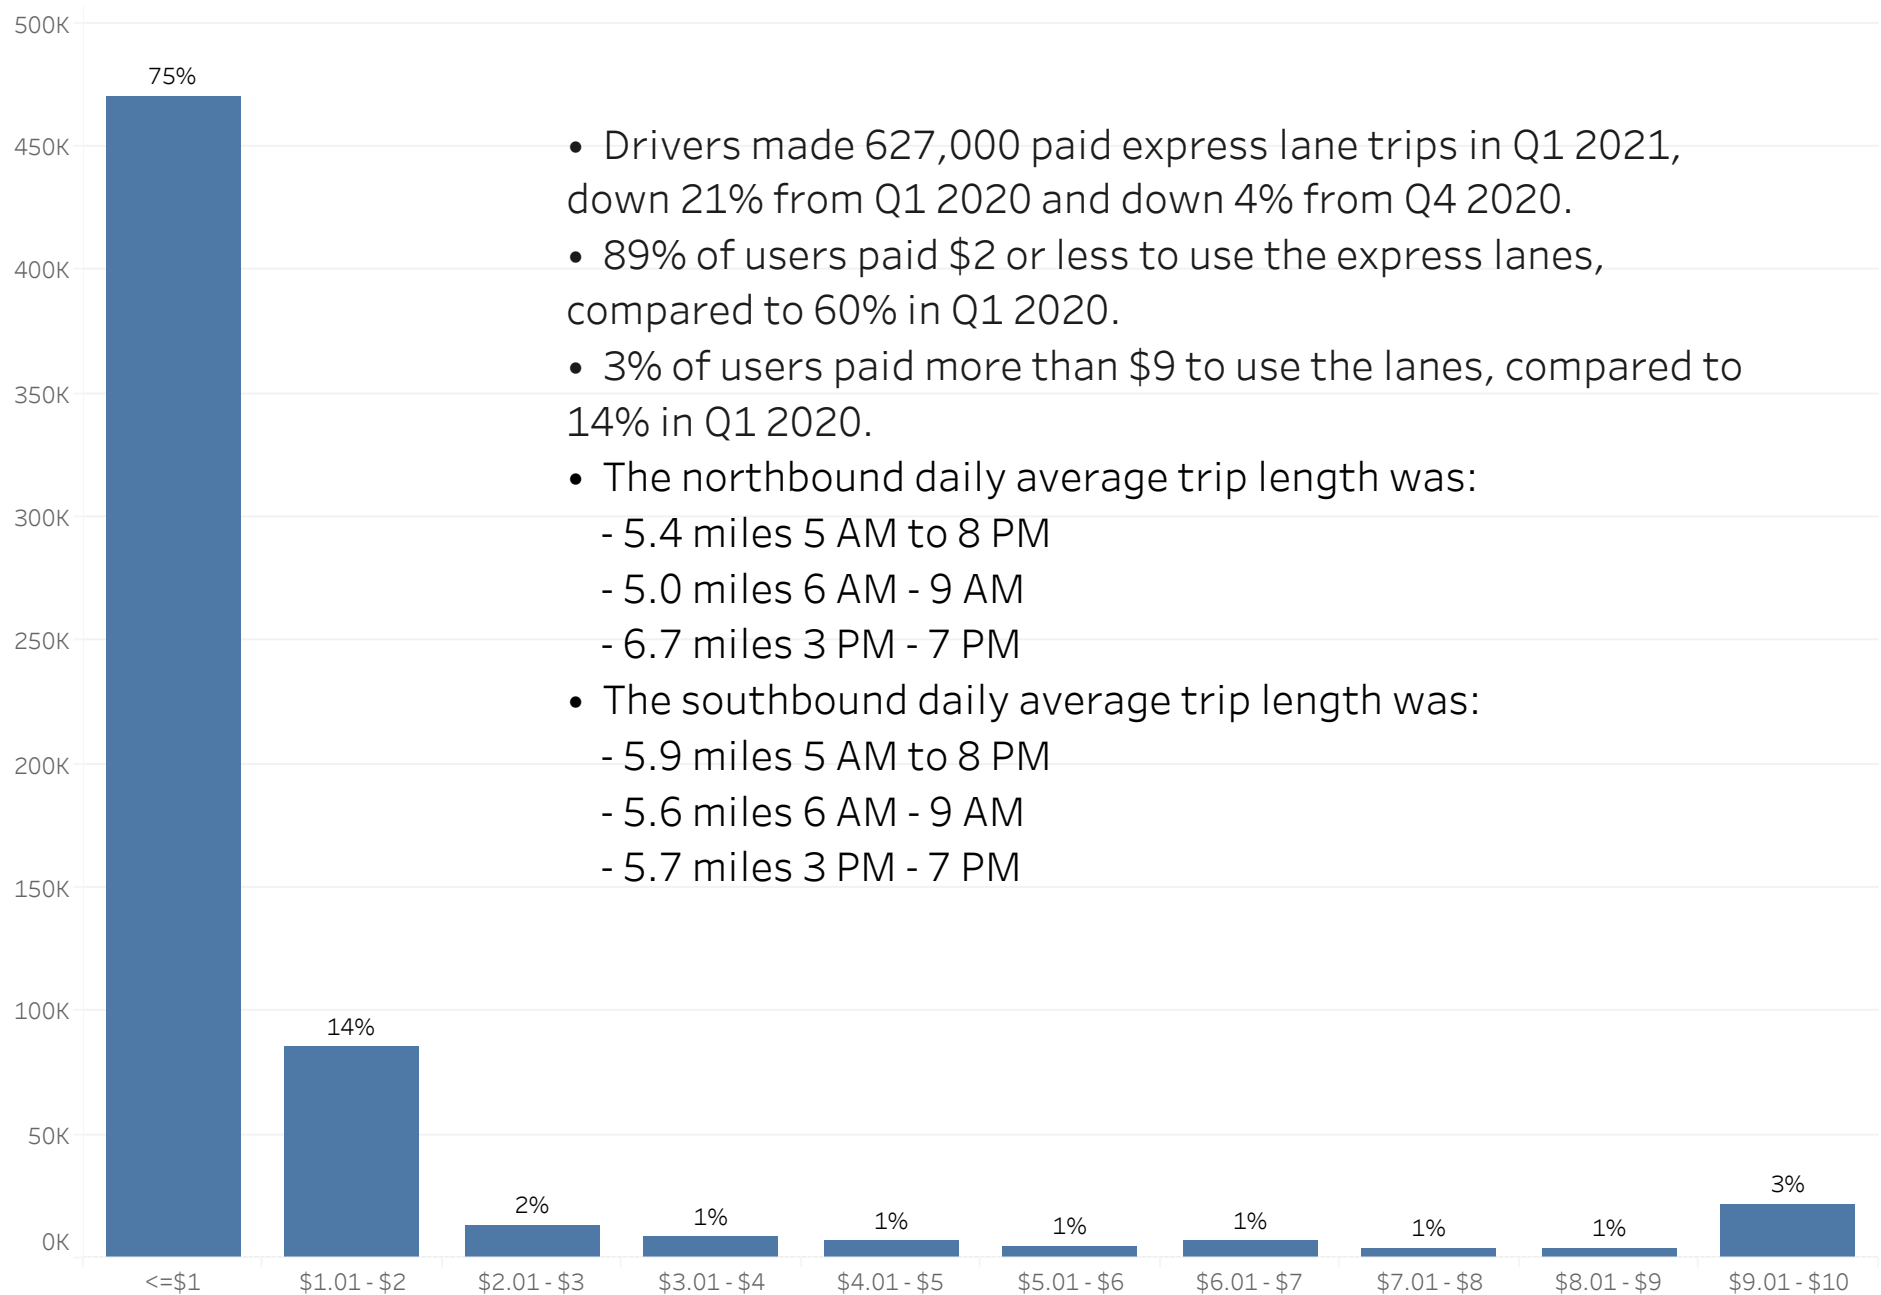 500K
75%
450K
• Drivers made 627,000 paid express lane trips in Q1 2021,
down 21% from Q1 2020 and down 4% from Q4 2020.
• 89% of users paid $2 or less to use the express lanes,
400K
compared to 60% in Q1 2020.
• 3% of users paid more than $9 to use the lanes, compared to
350K
14% in Q1 2020.
• The northbound daily average trip length was:
300K
- 5.4 miles 5 AM to 8 PM
- 5.0 miles 6 AM - 9 AM
250K
- 6.7 miles 3 PM - 7 PM
• The southbound daily average trip length was:
200K
- 5.9 miles 5 AM to 8 PM
- 5.6 miles 6 AM - 9 AM
- 5.7 miles 3 PM - 7 PM
150K
100K
14%
50K
2%
1%
1%
1%
1%
1%
1%
3%
0K
<=$1
$1.01 - $2
$2.01 - $3
$3.01 - $4
$4.01 - $5
$5.01 - $6
$6.01 - $7
$7.01 - $8
$8.01 - $9
$9.01 - $10